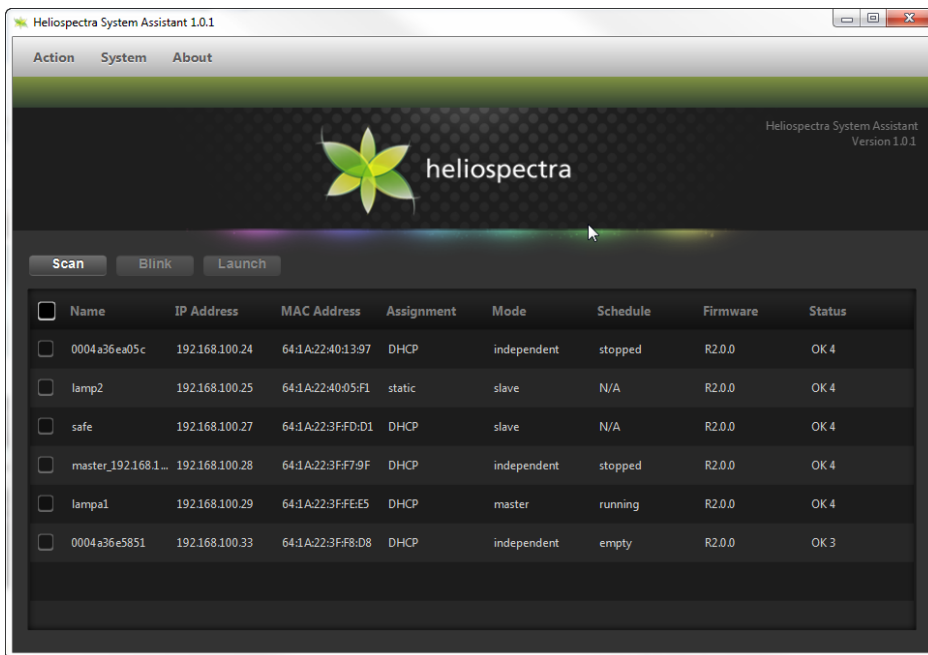 Heliospectra System Assistant 1.0.1
Action System About
Heliospectra System Assistant
Version 1.0.1
heliospectra
Scan Blink Launch
Name IP Address MAC Address Assignment Mode Schedule Firmware Status
0004a36ea05c 192.168.100.24 64:1A:22:40:13:97 DHCP independent stopped R2.0.0 OK 4
lamp2 192.168.100.25 64:1A:22:40:05:F1 static slave N/A R2.0.0 OK 4
safe 192.168.100.27 64:1A:22:3F:FD:D1 DHCP slave N/A R2.0.0 OK 4
master_192.168.1... 192.168.100.28 64:1A:22:3F:F7:9F DHCP independent stopped R2.0.0 OK 4
lampa1 192.168.100.29 64:1A:22:3F:FE:E5 DHCP master running R2.0.0 OK 4
0004a36e5851 192.168.100.33 64:1A:22:3F:F8:D8 DHCP independent empty R2.0.0 OK 3